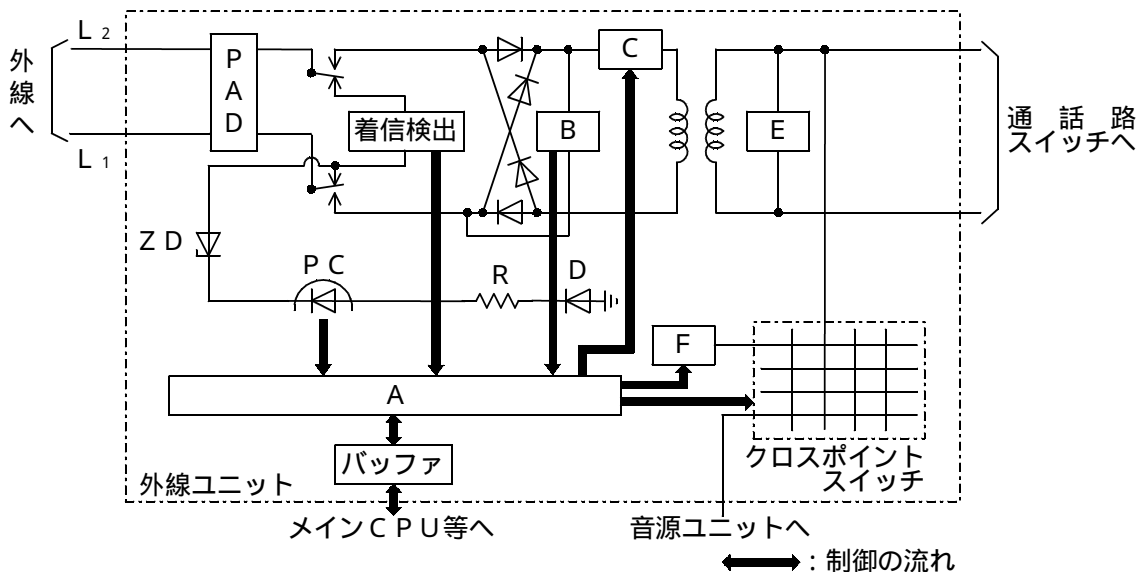 L2
外線へ
L1
PAD
着信検出
B
C
E
通話路
スイッチへ
ZD
PC
R
D
F
A
バッファ
クロスポイント
スイッチ
外線ユニット
メインCPU等へ
音源ユニットへ
：制御の流れ